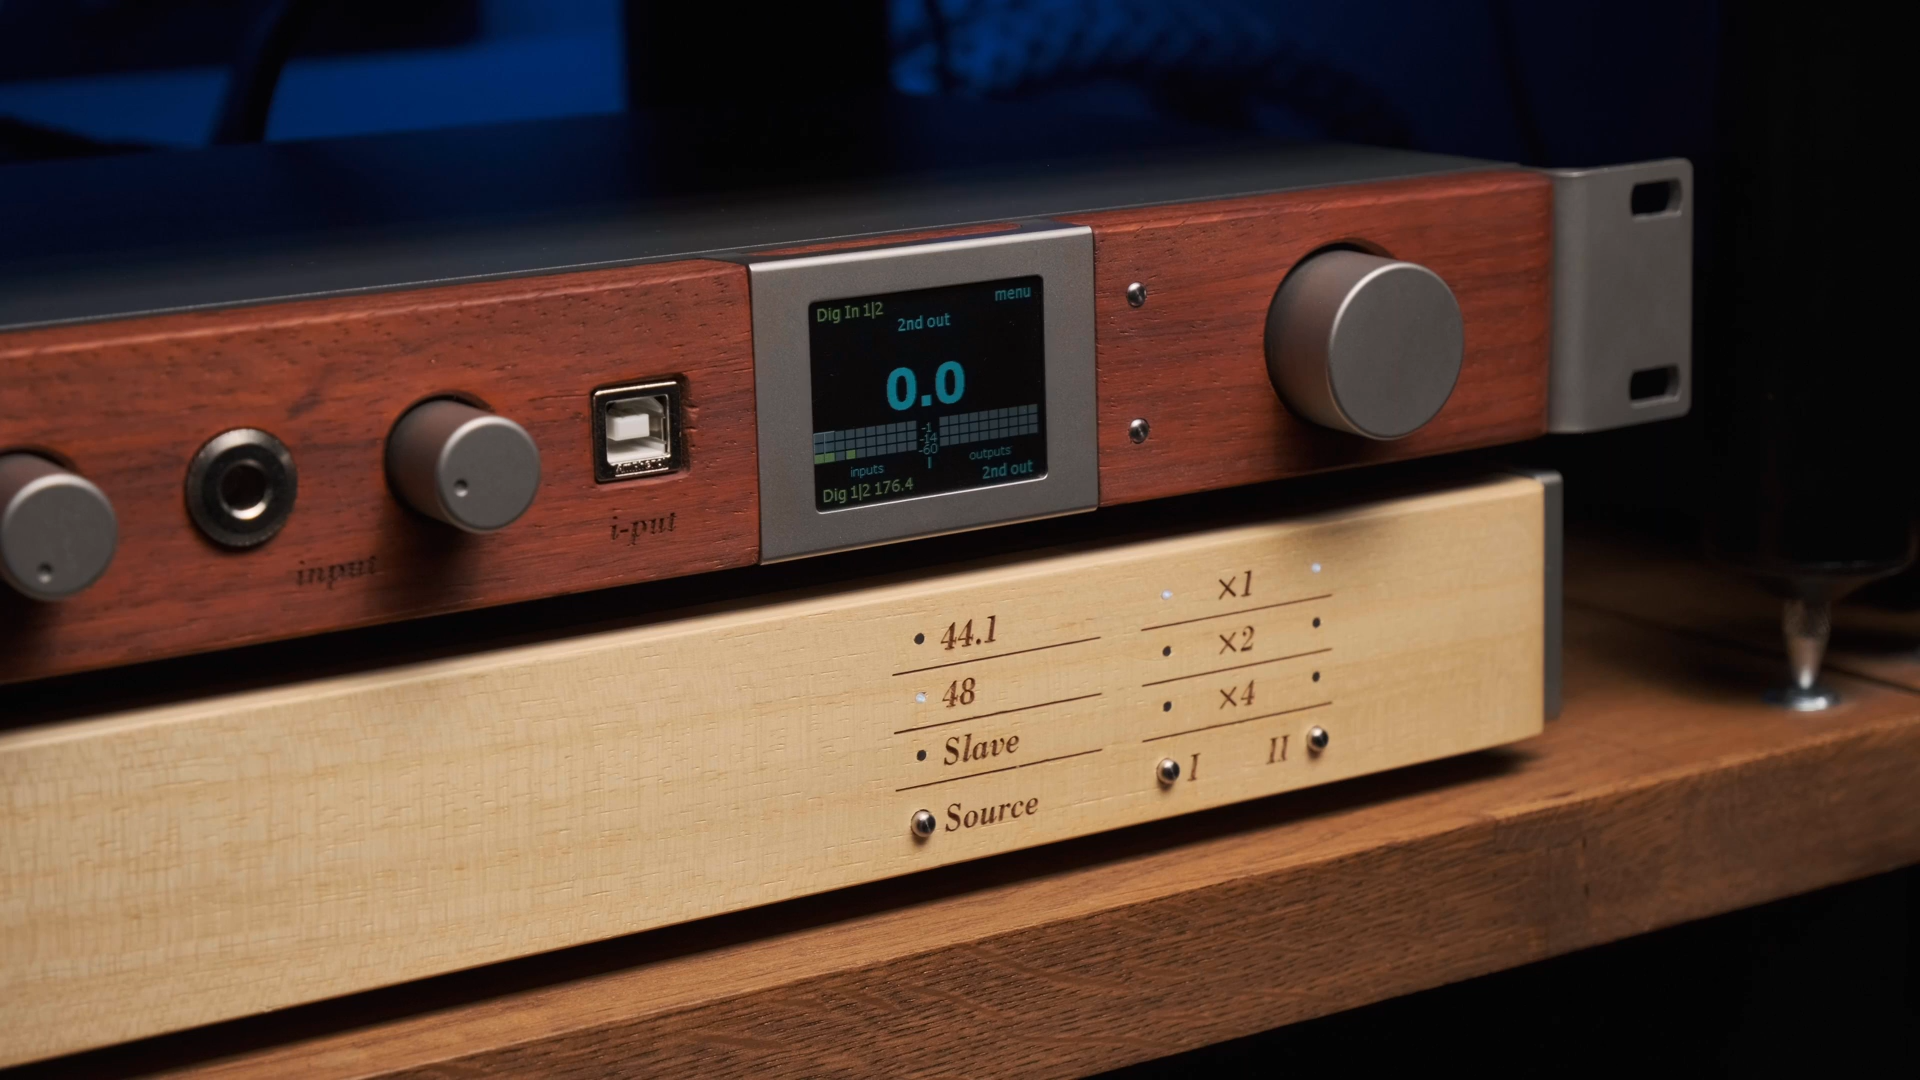 Dig In 1|2
menu
2nd out
0.0
-1
-14
-60
inputs
outputs
2nd out
Dig 1|2 176.4
input
i-put
44.1
48
Slave
Source
×1
×2
×4
I
II